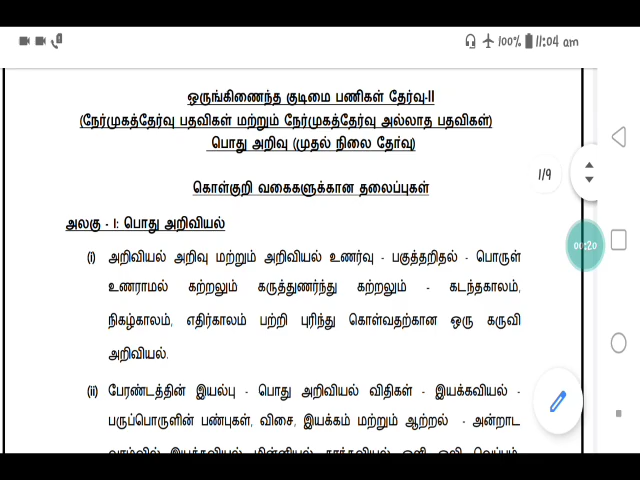 100% 11:04 am
ஒருங்கிணைந்த குடிமை பணிகள் தேர்வு-II
(நேர்முகத்தேர்வு பதவிகள் மற்றும் நேர்முகத்தேர்வு அல்லாத பதவிகள்)
பொது அறிவு (முதல் நிலை தேர்வு)
1/9
கொள்குறி வகைகளுக்கான தலைப்புகள்
அலகு - I: பொது அறிவியல்
00:20
(i) அறிவியல் அறிவு மற்றும் அறிவியல் உணர்வு - பகுத்தறிதல் - பொருள்
உணராமல் கற்றலும் கருத்துணர்ந்து கற்றலும் - கடந்தகாலம்,
நிகழ்காலம், எதிர்காலம் பற்றி புரிந்து கொள்வதற்கான ஒரு கருவி
அறிவியல்.
(ii) பேரண்டத்தின் இயல்பு - பொது அறிவியல் விதிகள் - இயக்கவியல் -
பருப்பொருளின் பண்புகள், விசை, இயக்கம் மற்றும் ஆற்றல் - அன்றாட